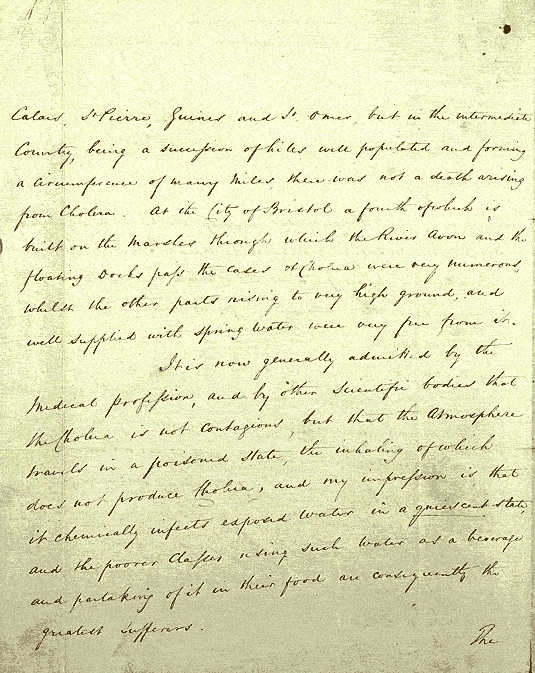 Calais, St Pierre, Guines and St. Omer, but in the intermediate
Country, being a succession of hills well populated and forming
a Circumference of many Miles, there was not a death arising
from Cholera. At the City of Bristol a fourth of which is
built on the Marshes through which the River Avon and the
floating Docks pass the cases of Cholera were very numerous,
whilst the other parts rising to very high ground, and
well supplied with spring Water were very free from it.
It is now generally admitted by the
Medical profession, and by other Scientific bodies that
the Cholera is not contagious, but that the Atmosphere
travels in a poisoned state, the inhaling of which
does not produce Cholera, and my impression is that
it chemically infects exposed water in a quiescent state,
and the poorer Classes using such Water as a beverage
and partaking of it in their food are consequently the
greatest sufferers.
The